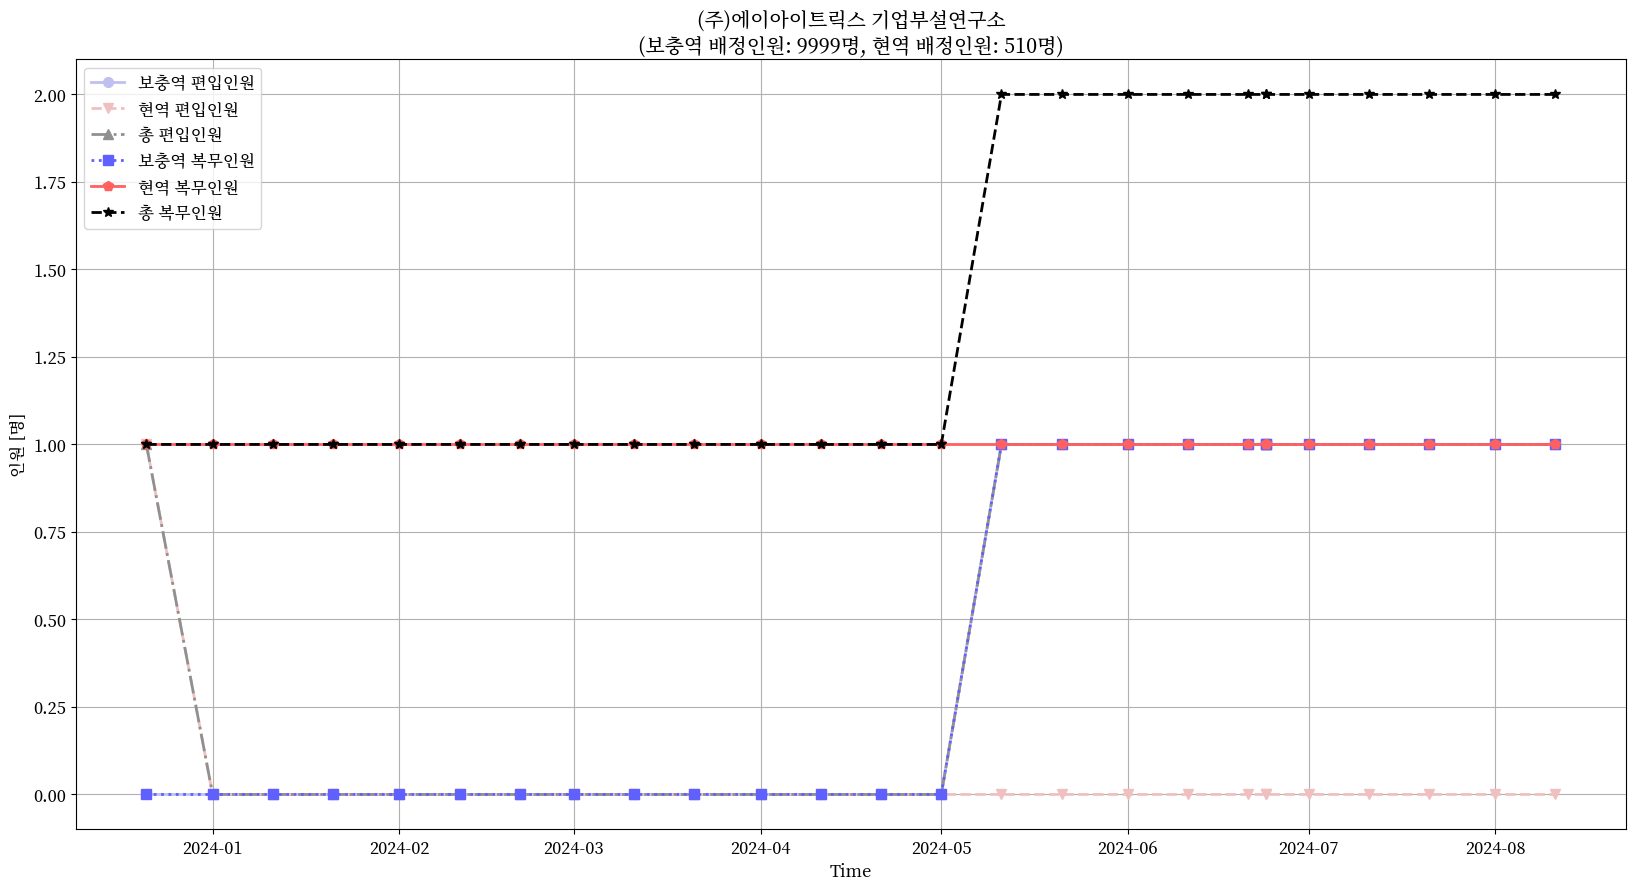 (주)에이아이트릭스 기업부설연구소
(보충역 배정인원: 9999명, 현역 배정인원: 510명)
보충역 편입인원
현역 편입인원
총 편입인원
보충역 복무인원
현역 복무인원
총 복무인원
2.00
1.75
1.50
1.25
1.00
0.75
0.50
0.25
0.00
인원 [명]
2024-01 2024-02 2024-03 2024-04 2024-05 2024-06 2024-07 2024-08
Time